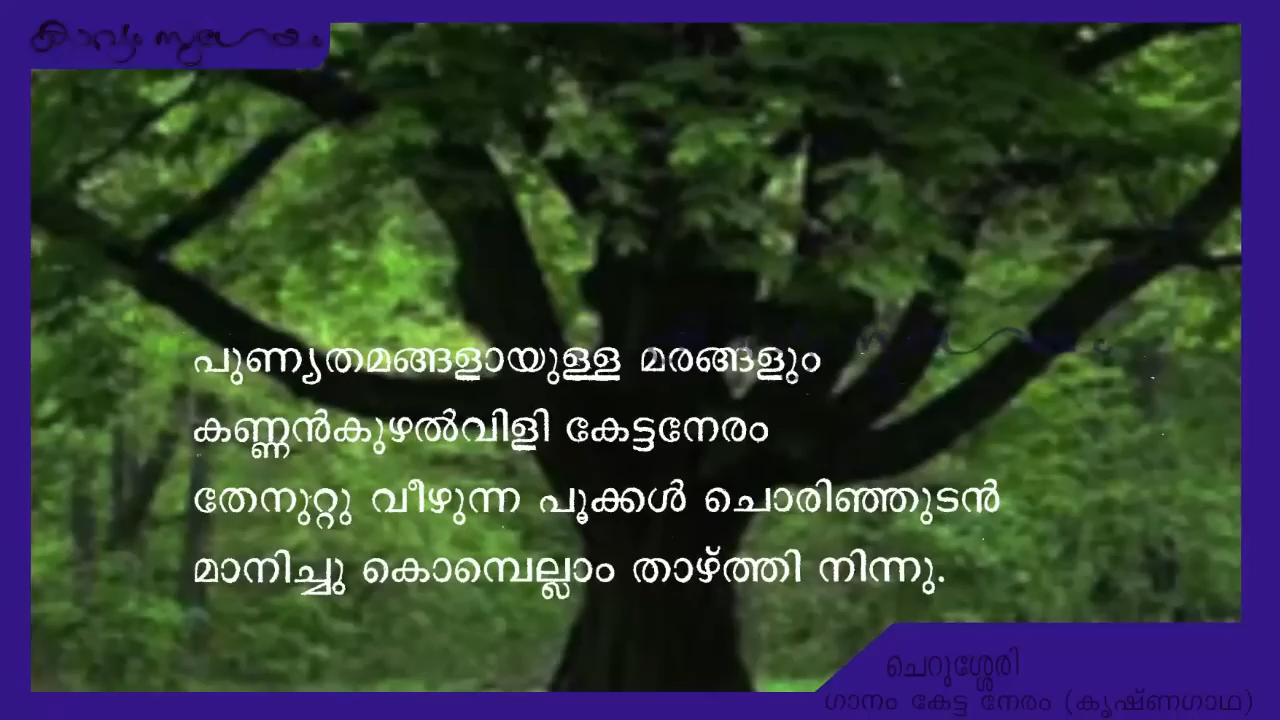 കാവ്യം സുഗേയം
പുണ്യതമങ്ങളായുള്ള മരങ്ങളും
കണ്ണൻകുഴൽവിളി കേട്ടനേരം
തേനുറ്റു വീഴുന്ന പൂക്കൾ ചൊരിഞ്ഞുടൻ
മാനിച്ചു കൊമ്പെല്ലാം താഴ്ത്തി നിന്നു.
ചെറുശ്ശേരി
ഗാനം കേട്ട നേരം (കൃഷ്ണഗാഥ)